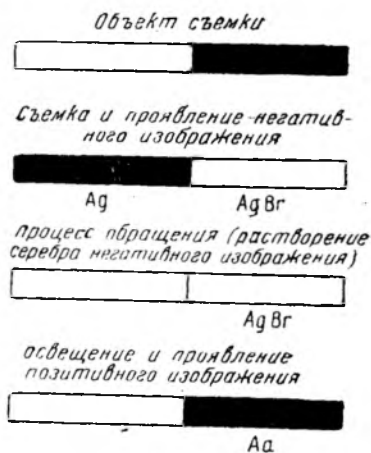 Объект съемки
Съемка и проявление негатив-
ного изображения
Ag AgBr
процесс обращения (растворение
серебра негативного изображения)
AgBr
освещение и приявление
позитивного изображения
Aa